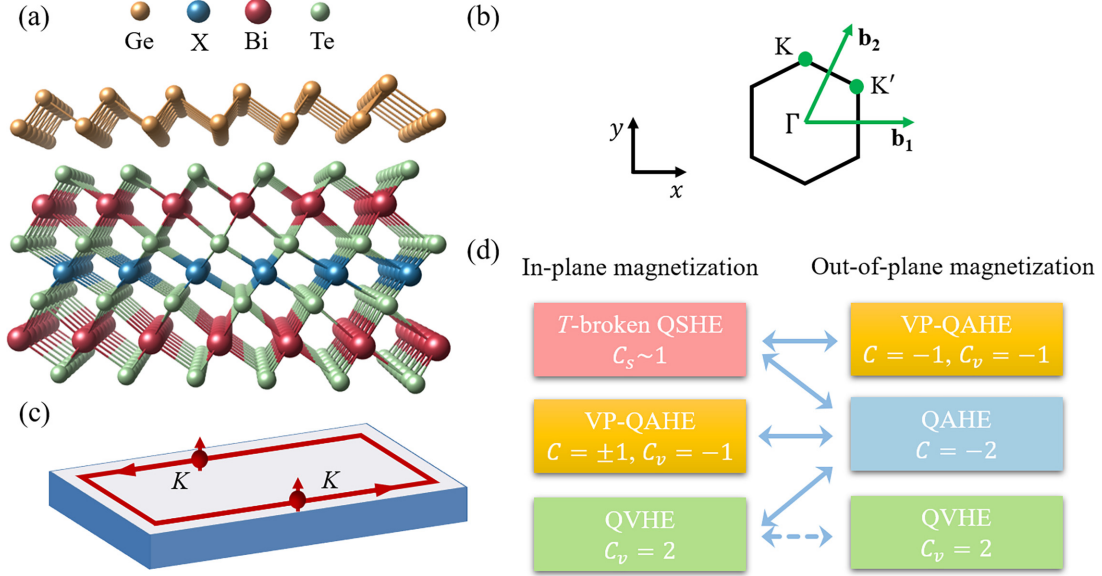 (a)
Ge X Bi Te
(b)
K
b₂
K′
Γ
b₁
y
x
(c)
K K
(d)
In-plane magnetization Out-of-plane magnetization
T-broken QSHE
Cₛ~1
VP-QAHE
C = −1, Cᵥ = −1
VP-QAHE
C = ±1, Cᵥ = −1
QAHE
C = −2
QVHE
Cᵥ = 2
QVHE
Cᵥ = 2